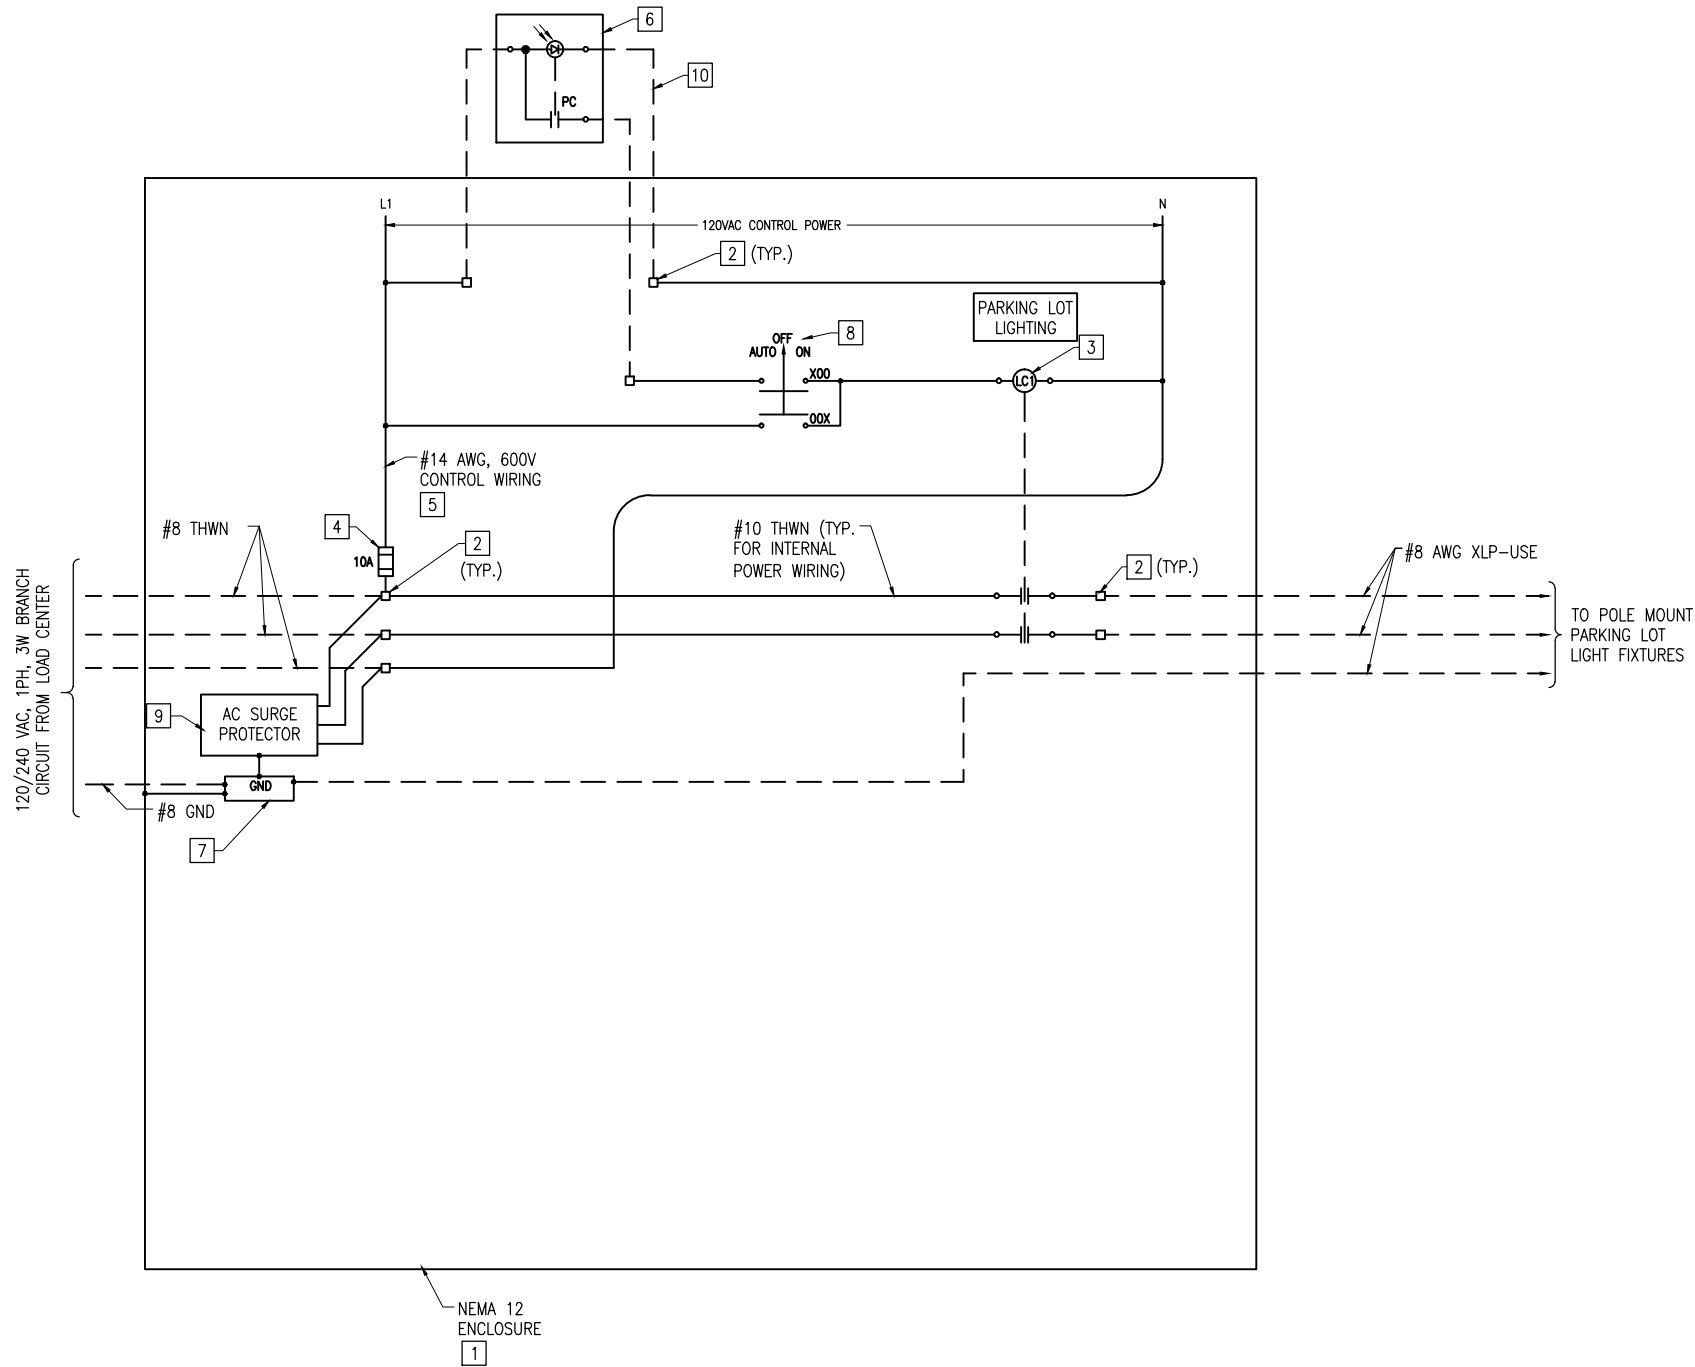 6
10
PC
L1
N
120VAC CONTROL POWER
2 (TYP.)
PARKING LOT
LIGHTING
8
OFF
AUTO ON
3
X00
LC1
00X
#14 AWG, 600V
CONTROL WIRING
5
#8 THWN
4
2
(TYP.)
10A
#10 THWN (TYP.
FOR INTERNAL
POWER WIRING)
2 (TYP.)
#8 AWG XLP-USE
TO POLE MOUNT
PARKING LOT
LIGHT FIXTURES
120/240 VAC, 1PH, 3W BRANCH
CIRCUIT FROM LOAD CENTER
9
AC SURGE
PROTECTOR
GND
#8 GND
7
NEMA 12
ENCLOSURE
1